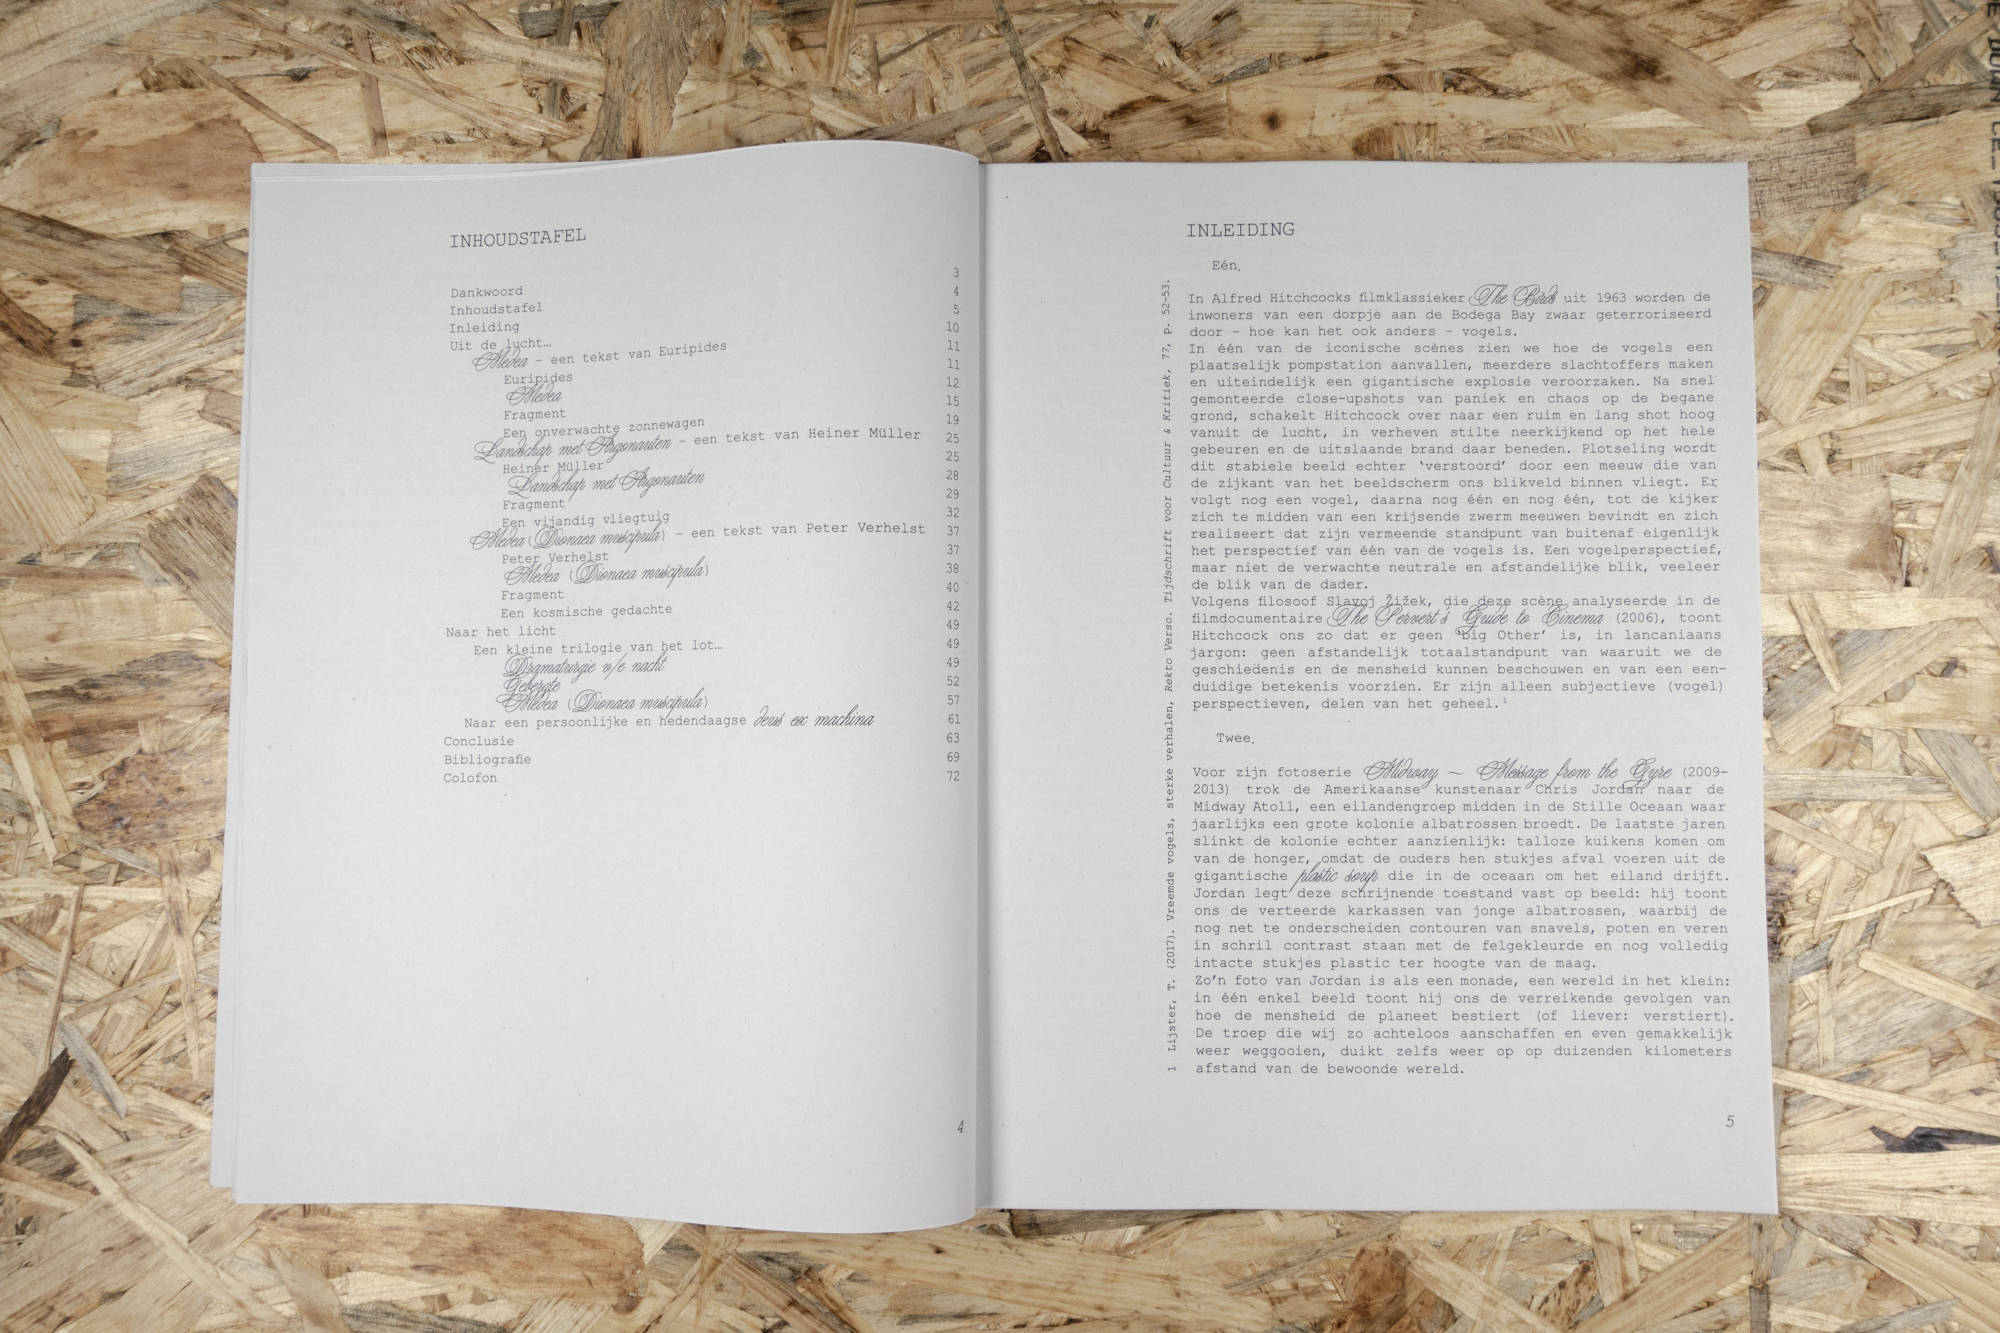 INHOUDSTAFEL
Dankwoord 3
Inhoudstafel 4
Inleiding 5
Uit de lucht… 10
Medea – een tekst van Euripides 11
Euripides 11
Medea 12
Fragment 15
Een onverwachte zonnewagen 19
Landschap met Argonauten – een tekst van Heiner Müller 25
Heiner Müller 25
Landschap met Argonauten 28
Fragment 29
Een vijandig vliegtuig 32
Medea (Dionaea muscipula) – een tekst van Peter Verhelst 37
Peter Verhelst 37
Medea (Dionaea muscipula) 38
Fragment 40
Een kosmische gedachte 42
Naar het licht 49
Een kleine trilogie van het lot… 49
Dramaturgie v/e nacht 49
Gebergte 52
Medea (Dionaea muscipula) 57
Naar een persoonlijke en hedendaagse deus ex machina 61
Conclusie 63
Bibliografie 69
Colofon 72
4
INLEIDING
Eén.
In Alfred Hitchcocks filmklassieker The Birds uit 1963 worden de
inwoners van een dorpje aan de Bodega Bay zwaar geterroriseerd
door – hoe kan het ook anders – vogels.
In één van de iconische scènes zien we hoe de vogels een
plaatselijk pompstation aanvallen, meerdere slachtoffers maken
en uiteindelijk een gigantische explosie veroorzaken. Na snel
gemonteerde close-upshots van paniek en chaos op de begane
grond, schakelt Hitchcock over naar een ruim en lang shot hoog
vanuit de lucht, in verheven stilte neerkijkend op het hele
gebeuren en de uitslaande brand daar beneden. Plotseling wordt
dit stabiele beeld echter ‘verstoord’ door een meeuw die van
de zijkant van het beeldscherm ons blikveld binnen vliegt. Er
volgt nog een vogel, daarna nog één en nog één, tot de kijker
zich te midden van een krijsende zwerm meeuwen bevindt en zich
realiseert dat zijn vermeende standpunt van buitenaf eigenlijk
het perspectief van één van de vogels is. Een vogelperspectief,
maar niet de verwachte neutrale en afstandelijke blik, veeleer
de blik van de dader.
Volgens filosoof Slavoj Žižek, die deze scène analyseerde in de
filmdocumentaire The Pervert’s Guide to Cinema (2006), toont
Hitchcock ons zo dat er geen ‘big Other’ is, in lancaniaans
jargon: geen afstandelijk totaalstandpunt van waaruit we de
geschiedenis en de mensheid kunnen beschouwen en van een een-
duidige betekenis voorzien. Er zijn alleen subjectieve (vogel)
perspectieven, delen van het geheel.1
Twee.
Voor zijn fotoserie Midway – Message from the Gyre (2009–
2013) trok de Amerikaanse kunstenaar Chris Jordan naar de
Midway Atoll, een eilandengroep midden in de Stille Oceaan waar
jaarlijks een grote kolonie albatrossen broedt. De laatste jaren
slinkt de kolonie echter aanzienlijk: talloze kuikens komen om
van de honger, omdat de ouders hen stukjes afval voeren uit de
gigantische plastic soup die in de oceaan om het eiland drijft.
Jordan legt deze schrijnende toestand vast op beeld: hij toont
ons de verteerde karkassen van jonge albatrossen, waarbij de
nog net te onderscheiden contouren van snavels, poten en veren
in schril contrast staan met de felgekleurde en nog volledig
intacte stukjes plastic ter hoogte van de maag.
Zo’n foto van Jordan is als een monade, een wereld in het klein:
in één enkel beeld toont hij ons de verreikende gevolgen van
hoe de mensheid de planeet bestiert (of liever: verstiert).
De troep die wij zo achteloos aanschaffen en even gemakkelijk
weer weggooien, duikt zelfs weer op op duizenden kilometers
afstand van de bewoonde wereld.
1 Lijster, T. (2017). Vreemde vogels, sterke verhalen, Rekto Verso. Tijdschrift voor Cultuur & Kritiek, 77, p. 52-53.
5